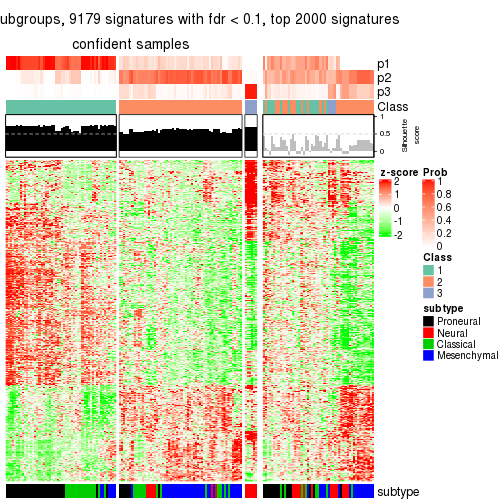 ubgroups, 9179 signatures with fdr < 0.1, top 2000 signatures
confident samples
p1
p2
p3
Class
1
0.5
0
Silhouette
score
z-score
2
1
0
-1
-2
Prob
1
0.8
0.6
0.4
0.2
0
Class
1
2
3
subtype
Proneural
Neural
Classical
Mesenchymal
subtype